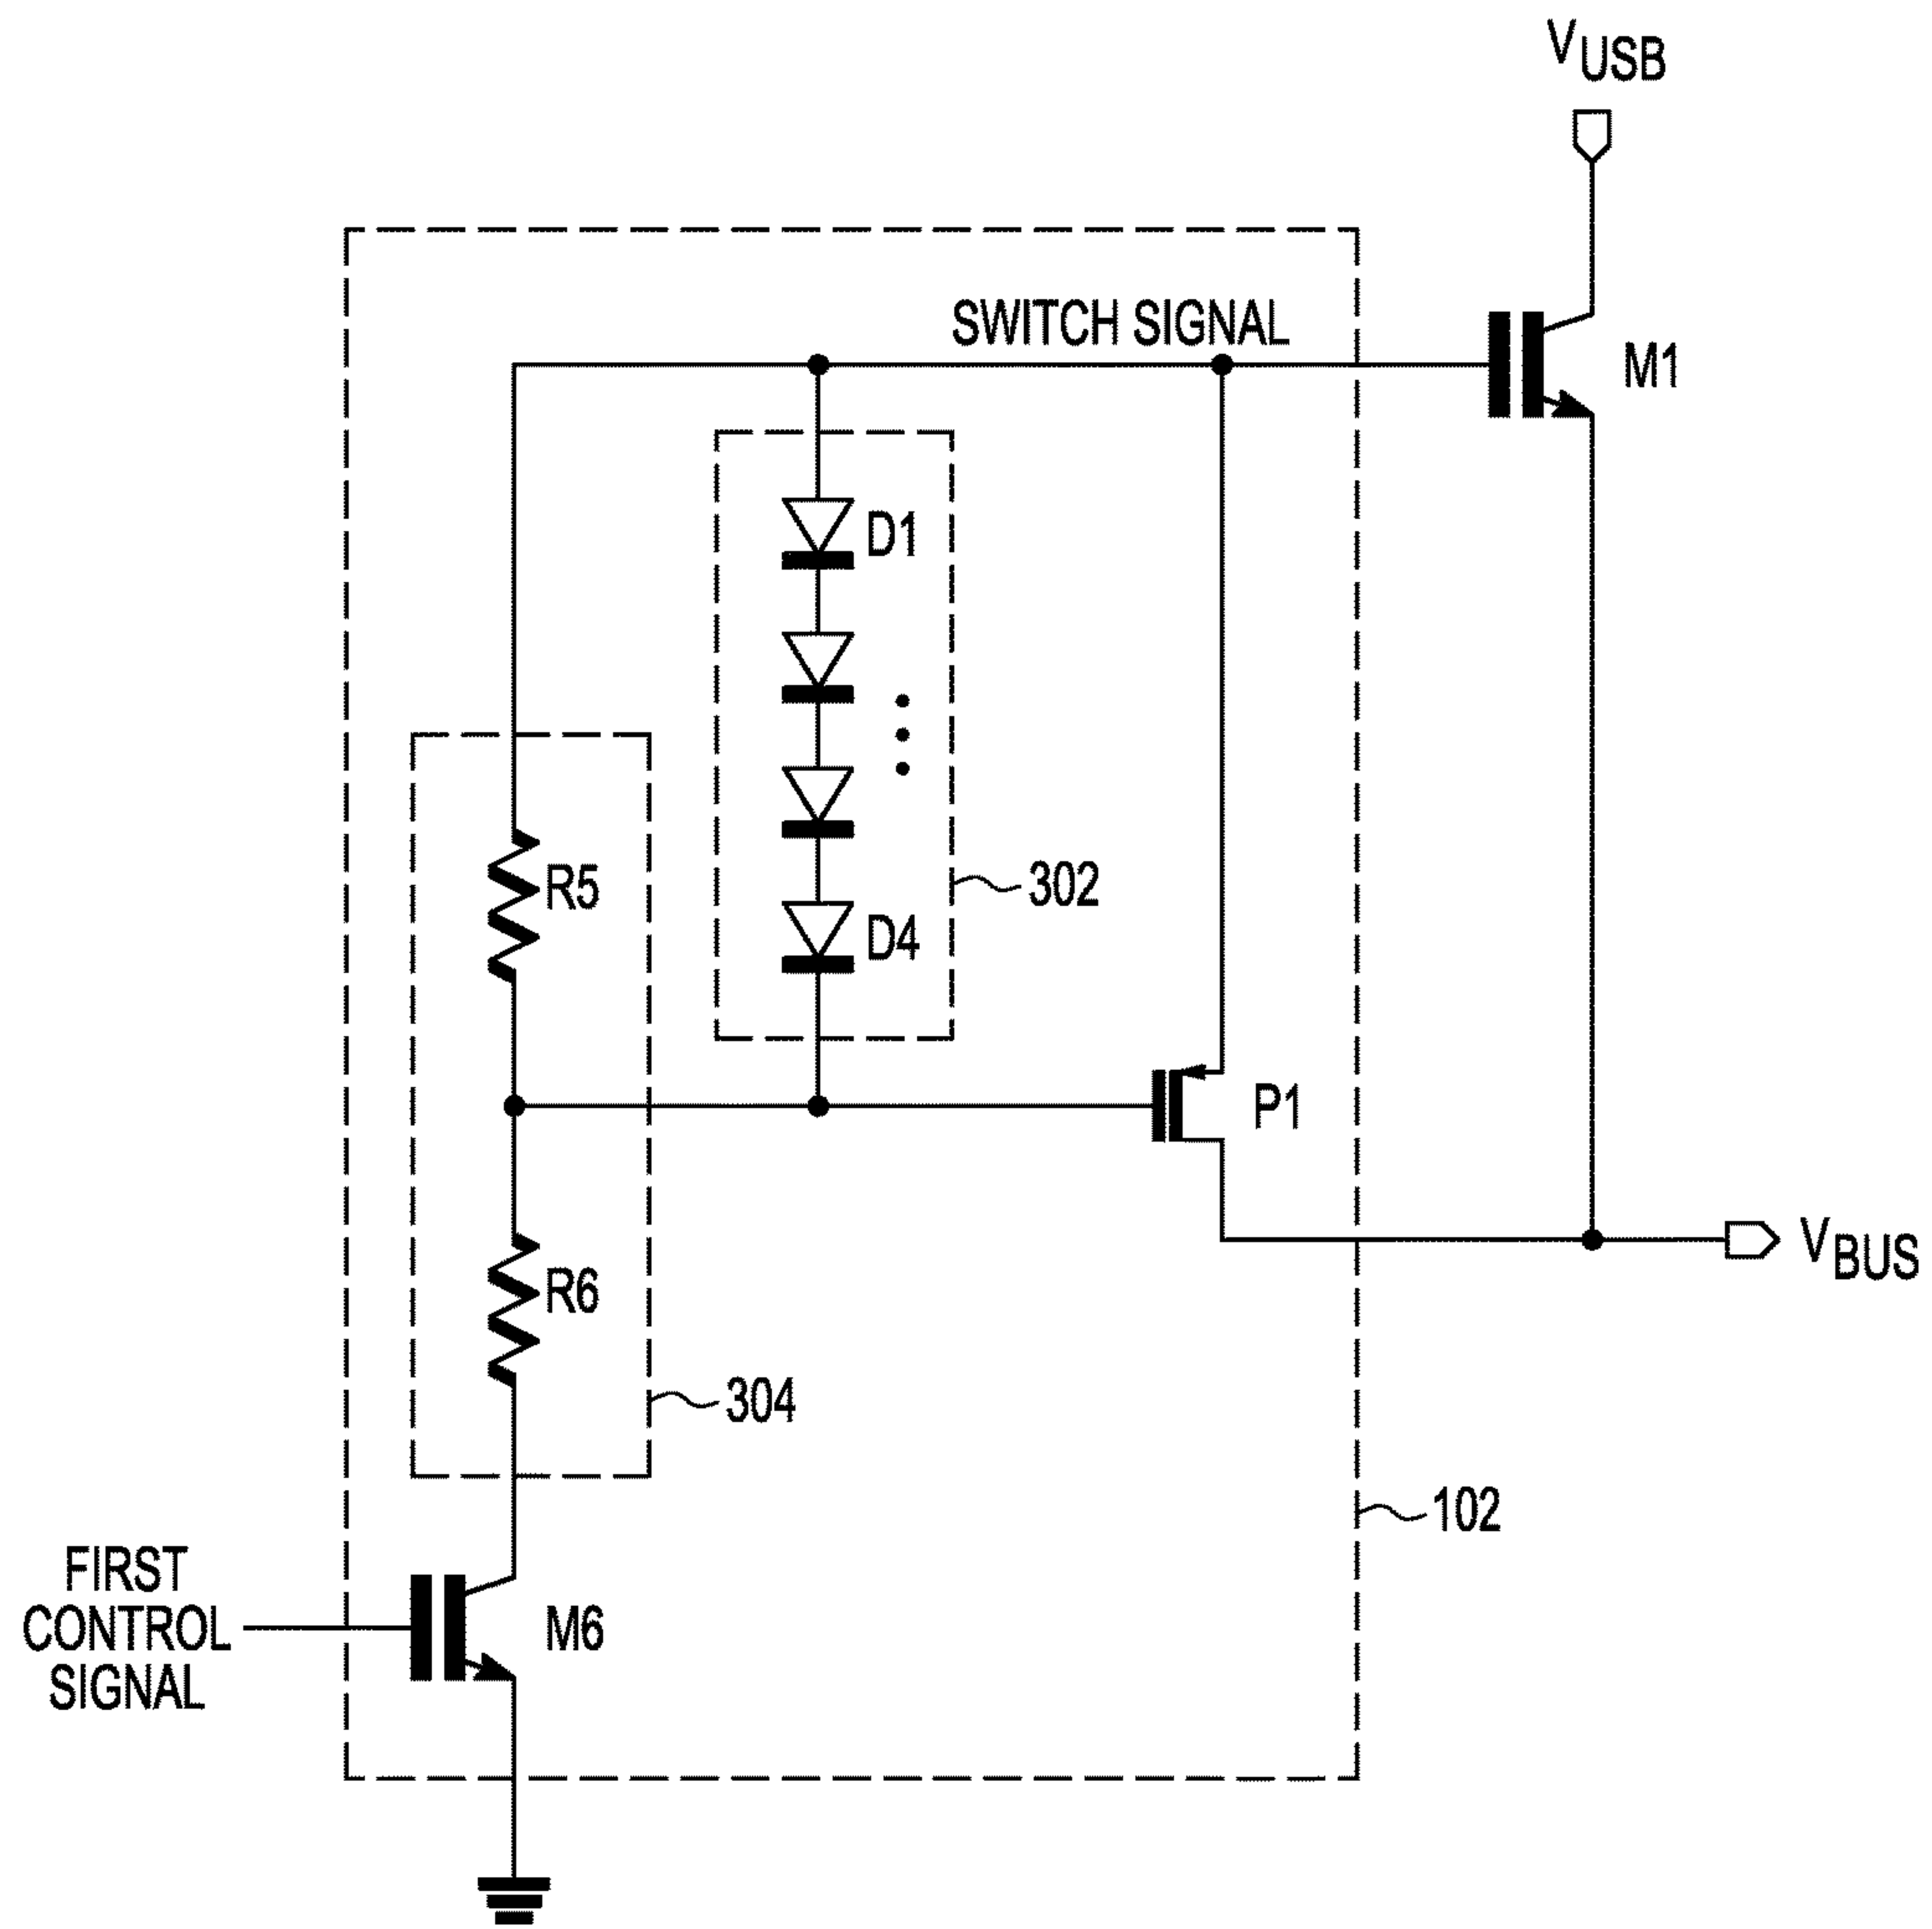 VUSB
SWITCH SIGNAL
M1
D1
R5
302
D4
P1
VBUS
R6
304
102
FIRST
CONTROL
SIGNAL
M6